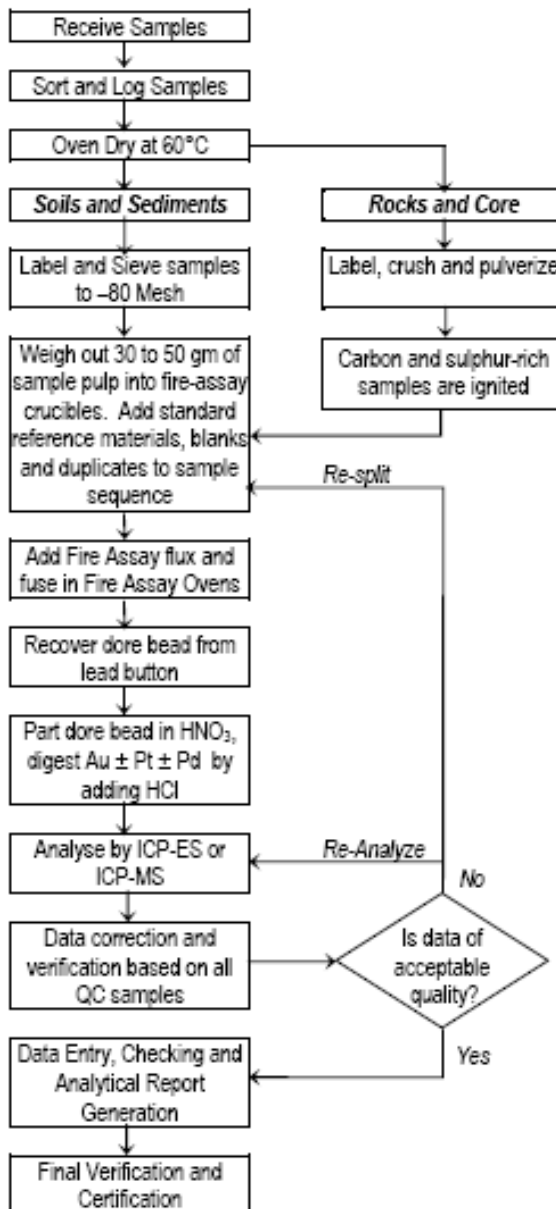 Receive Samples
Sort and Log Samples
Oven Dry at 60°C
Soils and Sediments
Rocks and Core
Label and Sieve samples
to –80 Mesh
Label, crush and pulverize
Weigh out 30 to 50 gm of
sample pulp into fire-assay
crucibles. Add standard
reference materials, blanks
and duplicates to sample
sequence
Carbon and sulphur-rich
samples are ignited
Re-split
Add Fire Assay flux and
fuse in Fire Assay Ovens
Recover dore bead from
lead button
Part dore bead in HNO₃,
digest Au ± Pt ± Pd by
adding HCl
Analyse by ICP-ES or
ICP-MS
Re-Analyze
No
Data correction and
verification based on all
QC samples
Is data of
acceptable
quality?
Yes
Data Entry, Checking and
Analytical Report
Generation
Final Verification and
Certification